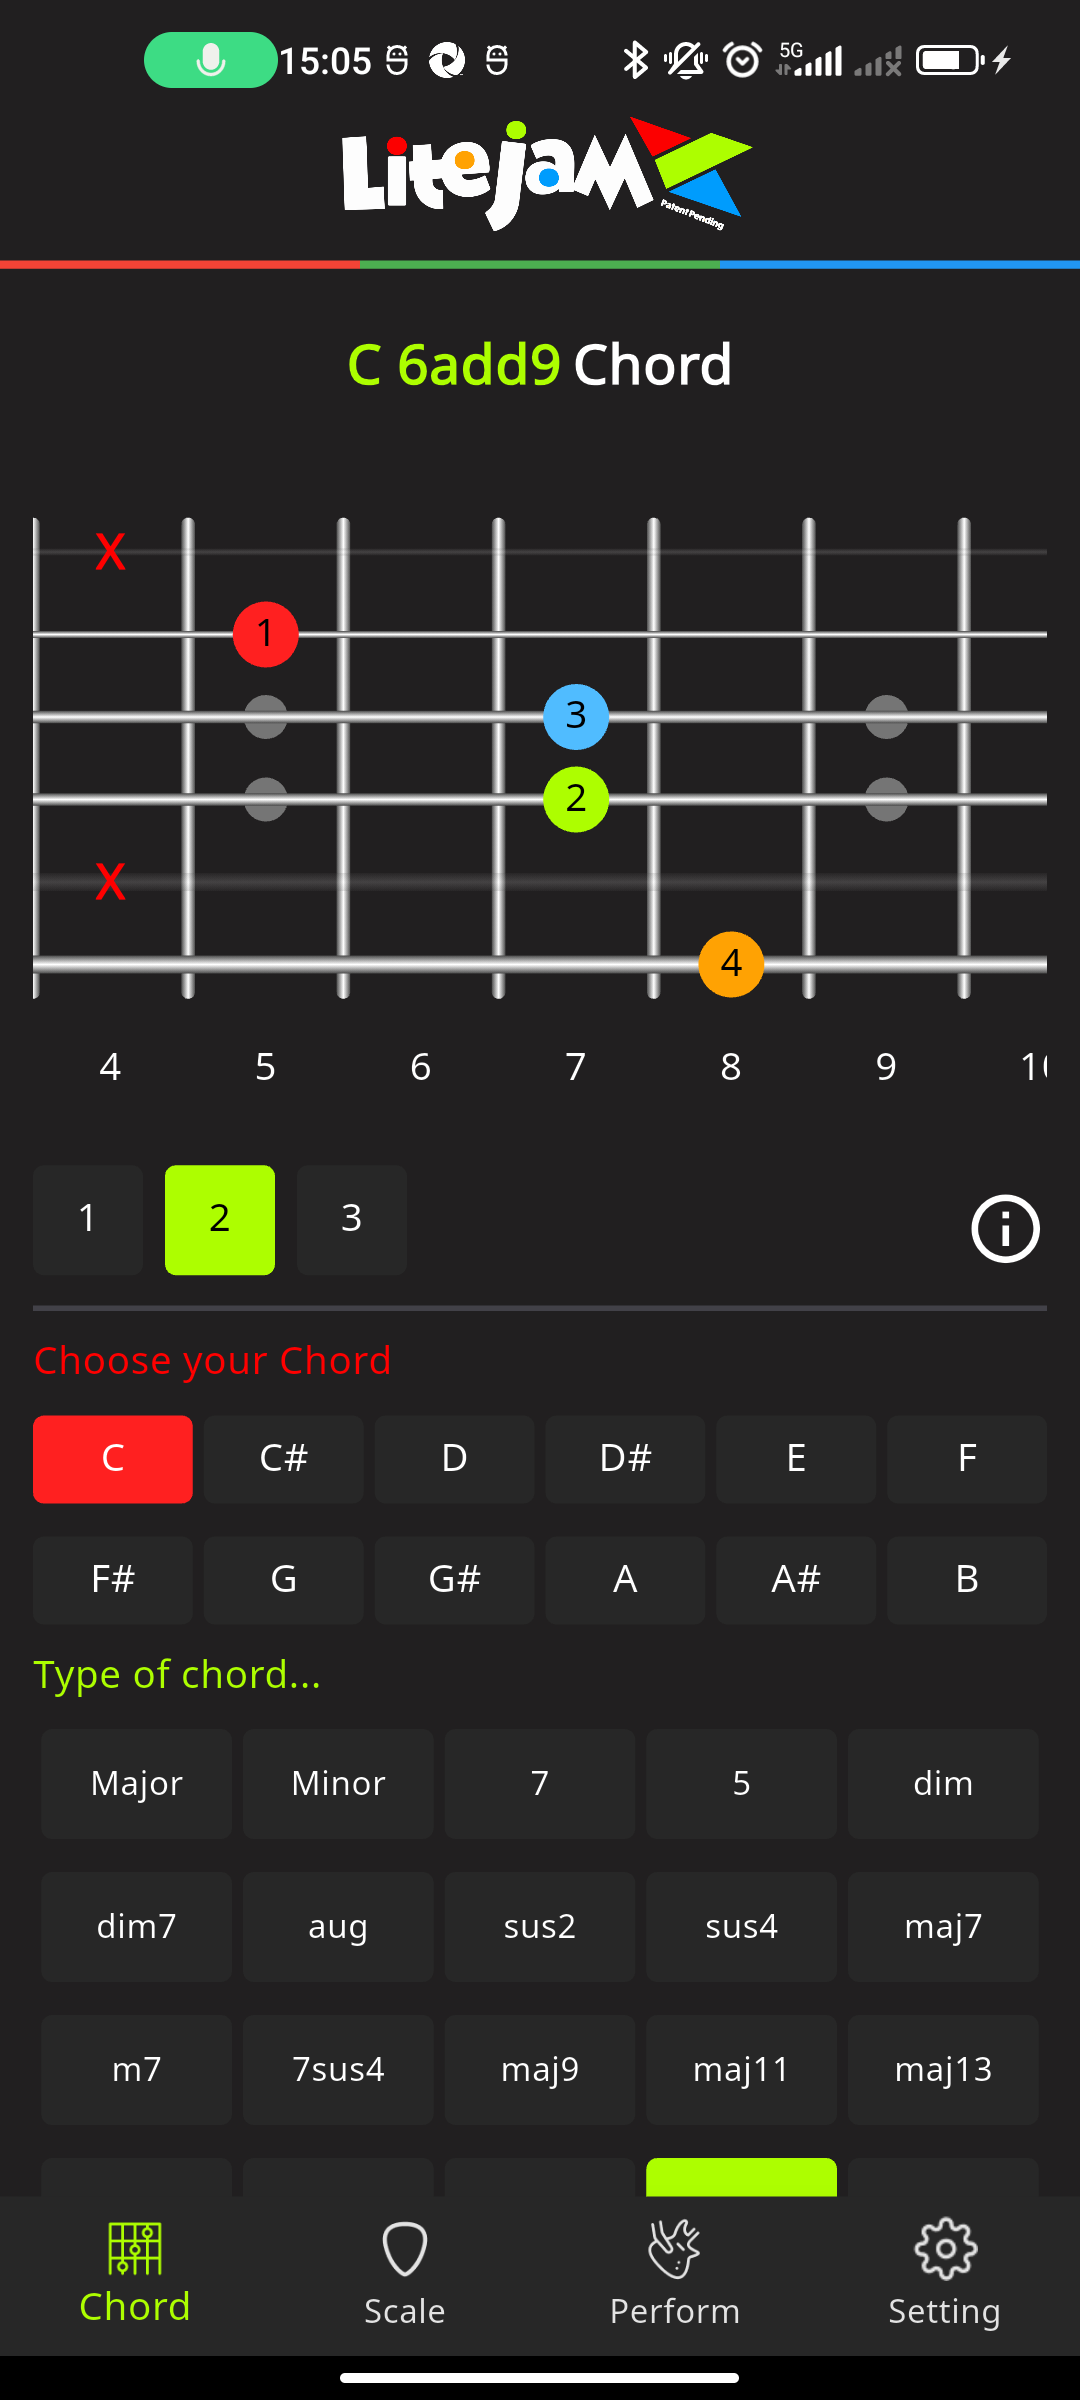 15:05 5G
LitejaM
Patent Pending
C 6add9 Chord
X
1
3
2
X
4
4 5 6 7 8 9 10
1 2 3
Choose your Chord
C C# D D# E F
F# G G# A A# B
Type of chord...
Major Minor 7 5 dim
dim7 aug sus2 sus4 maj7
m7 7sus4 maj9 maj11 maj13
Chord Scale Perform Setting